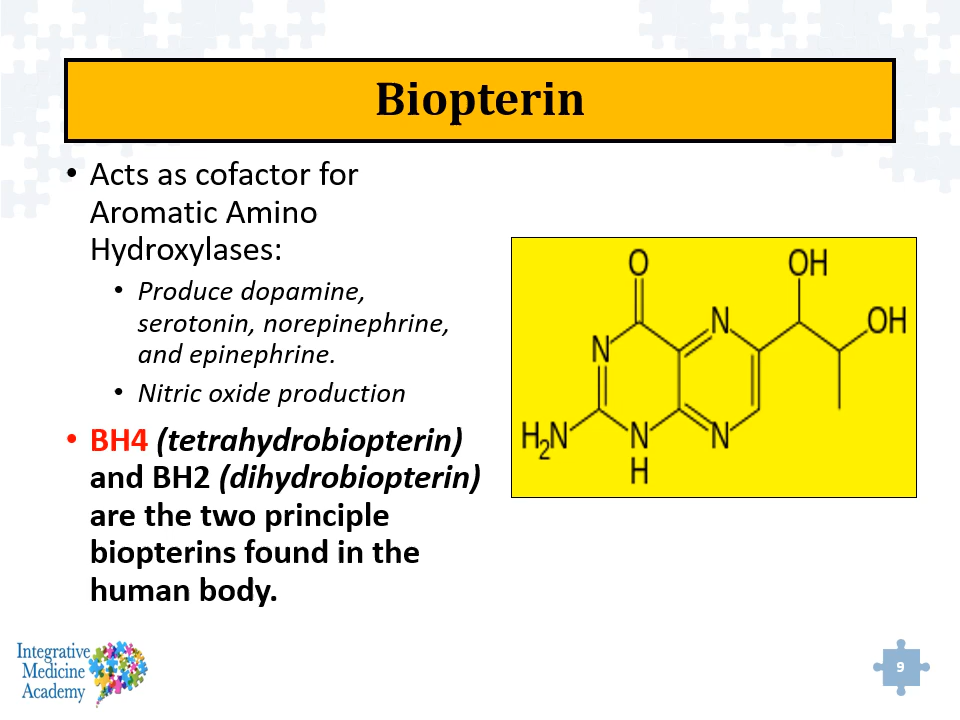 Biopterin
• Acts as cofactor for
Aromatic Amino
Hydroxylases:
• Produce dopamine,
serotonin, norepinephrine,
and epinephrine.
• Nitric oxide production
• BH4 (tetrahydrobiopterin)
and BH2 (dihydrobiopterin)
are the two principle
biopterins found in the
human body.
O
OH
N
N
OH
H₂N
N
N
H
Integrative
Medicine
Academy
9